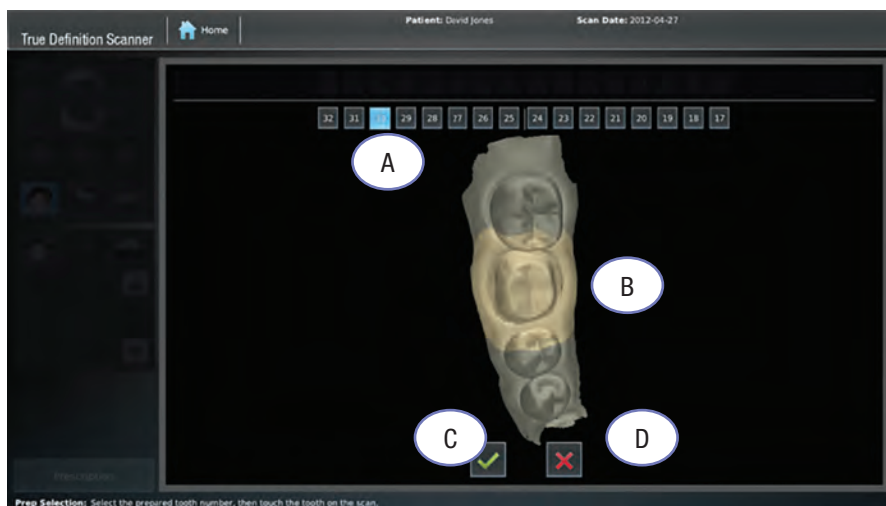 True Definition Scanner Home Patient: David Jones Scan Date: 2012-04-27
32 31 29 28 27 26 25 24 23 22 21 20 19 18 17
A
B
C D
Prescription
Prep Selection: Select the prepared tooth number, then touch the tooth on the scan.